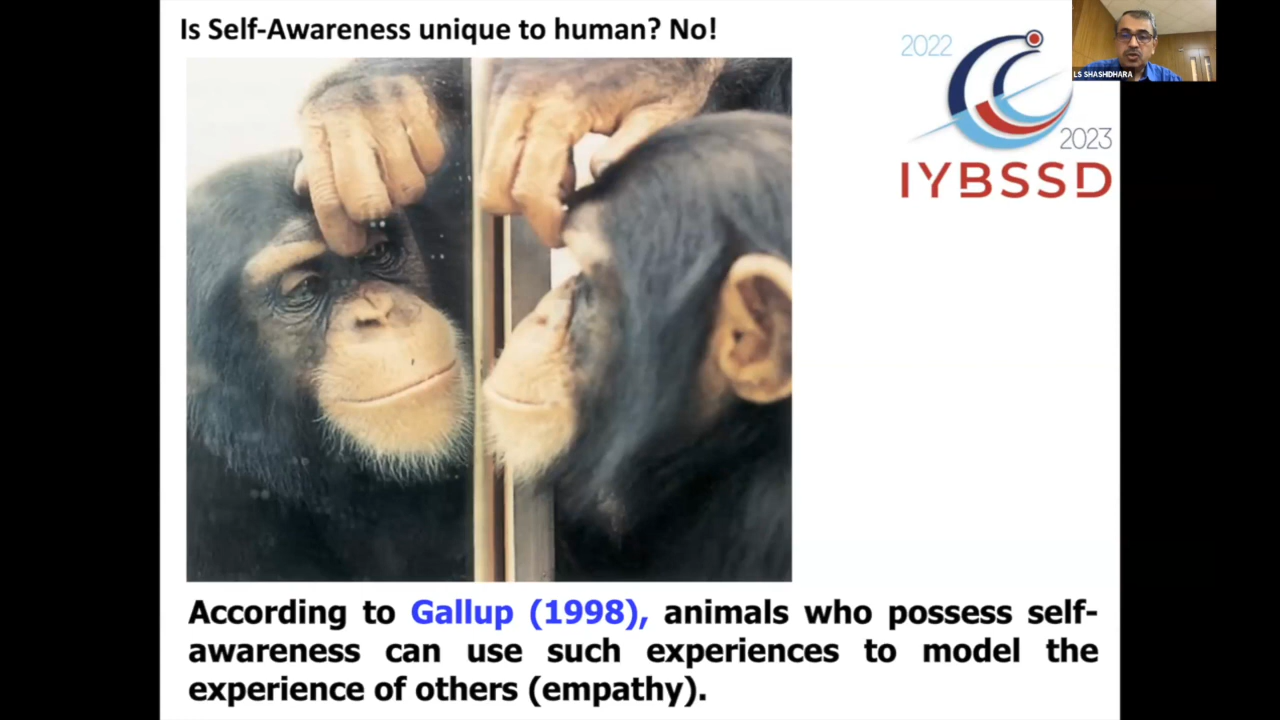 Is Self-Awareness unique to human? No!
2022
2023
IYBSSD
LS SHASHIDHARA
According to Gallup (1998), animals who possess self-
awareness can use such experiences to model the
experience of others (empathy).